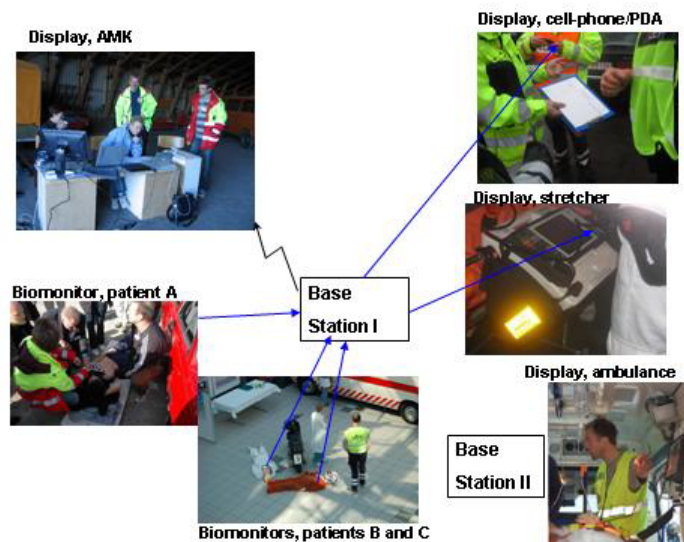 Display, cell-phone/PDA
Display, AMK
Display, stretcher
Biomonitor, patient A
Base
Station I
Display, ambulance
Base
Station II
Biomonitors, patients B and C